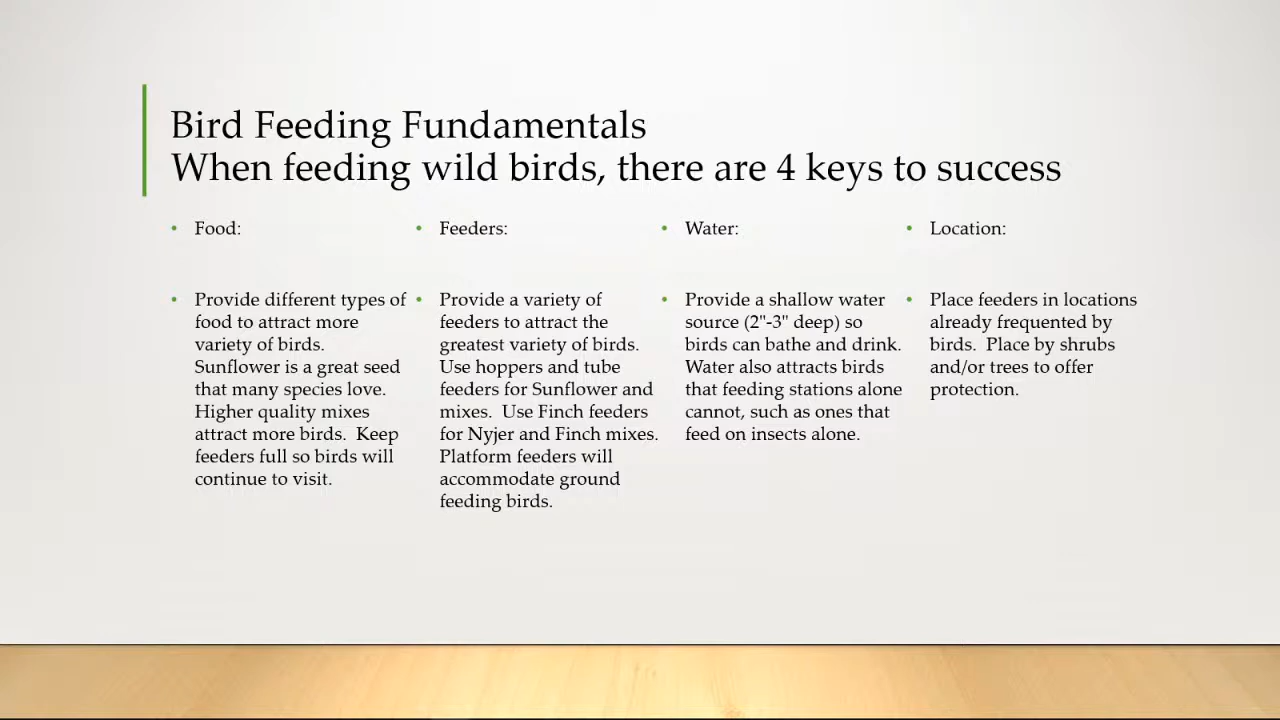 Bird Feeding Fundamentals
When feeding wild birds, there are 4 keys to success
• Food:
• Provide different types of
food to attract more
variety of birds.
Sunflower is a great seed
that many species love.
Higher quality mixes
attract more birds.  Keep
feeders full so birds will
continue to visit.
• Feeders:
• Provide a variety of
feeders to attract the
greatest variety of birds.
Use hoppers and tube
feeders for Sunflower and
mixes.  Use Finch feeders
for Nyjer and Finch mixes.
Platform feeders will
accommodate ground
feeding birds.
• Water:
• Provide a shallow water
source (2"-3" deep) so
birds can bathe and drink.
Water also attracts birds
that feeding stations alone
cannot, such as ones that
feed on insects alone.
• Location:
• Place feeders in locations
already frequented by
birds.  Place by shrubs
and/or trees to offer
protection.